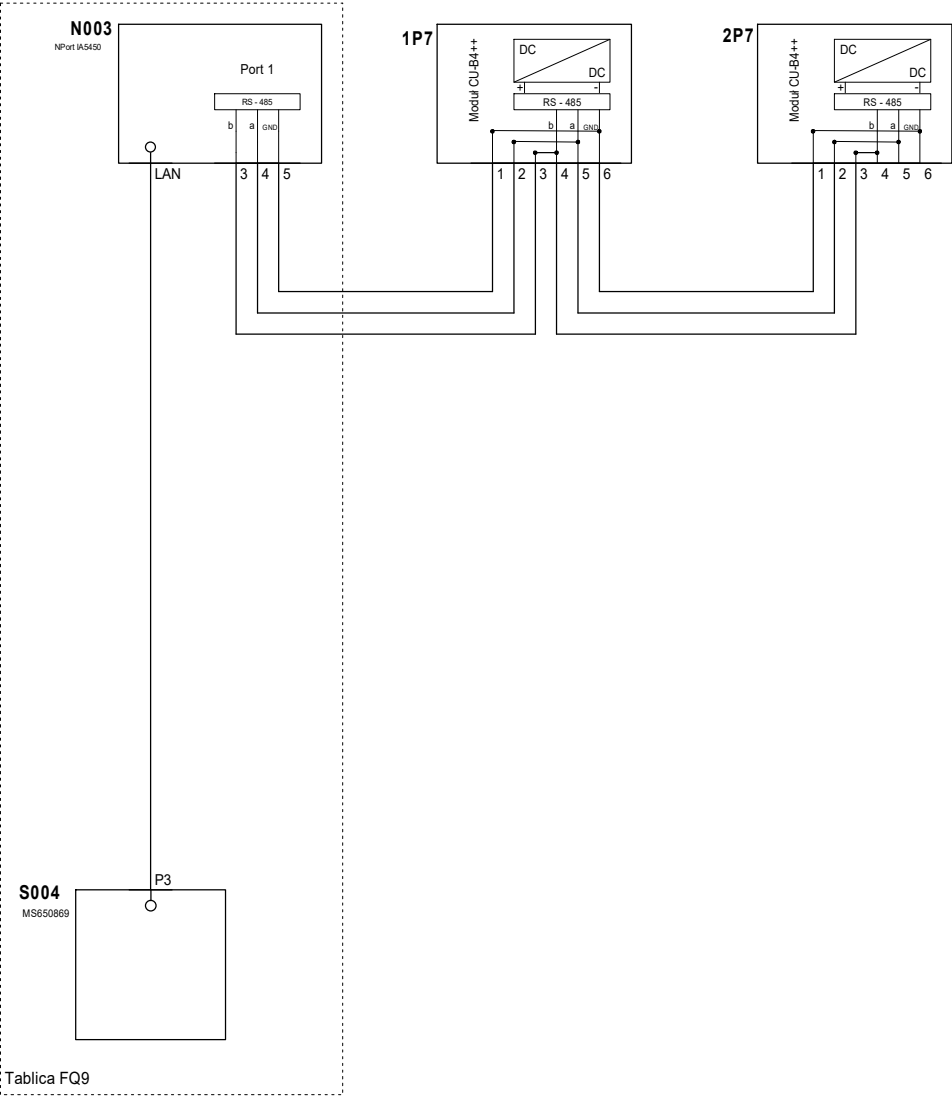 N003
NPort IA5450
Port 1
RS - 485
b a GND
LAN 3 4 5
1P7
Moduł CU-B4++
DC
DC
+ -
RS - 485
b a GND
1 2 3 4 5 6
2P7
Moduł CU-B4++
DC
DC
+ -
RS - 485
b a GND
1 2 3 4 5 6
P3
S004
MS650869
Tablica FQ9